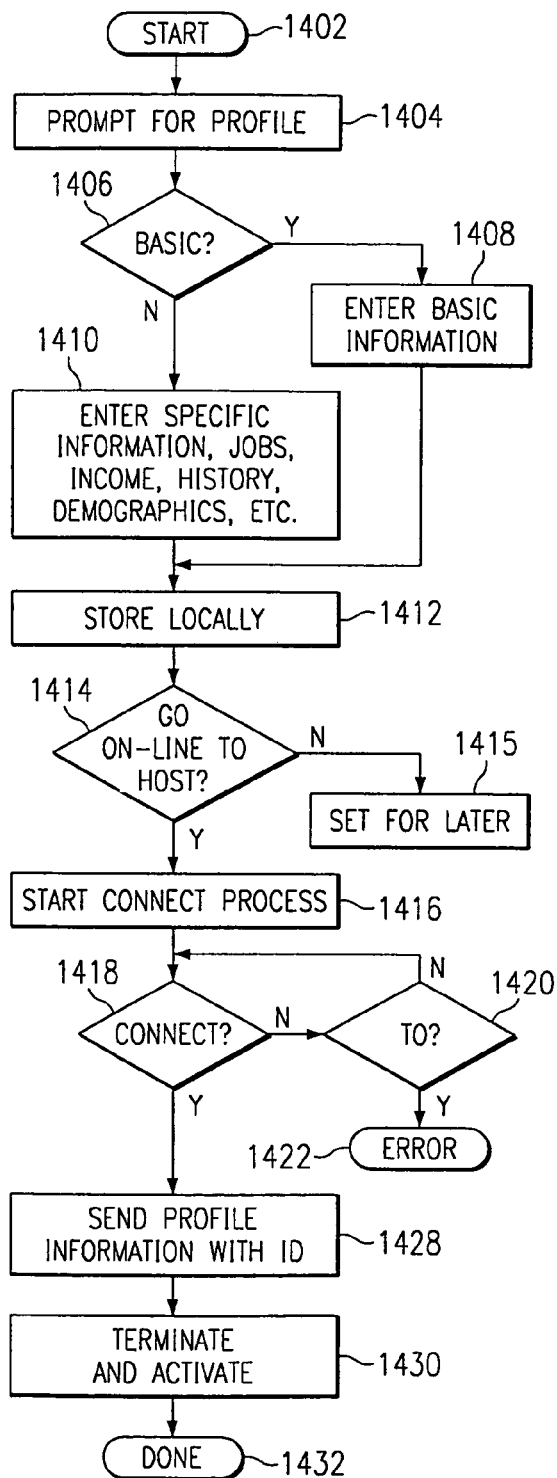 START
1402
PROMPT FOR PROFILE
1404
1406
BASIC?
Y
N
1408
ENTER BASIC
INFORMATION
1410
ENTER SPECIFIC
INFORMATION, JOBS,
INCOME, HISTORY,
DEMOGRAPHICS, ETC.
STORE LOCALLY
1412
1414
GO
ON-LINE TO
HOST?
N
Y
1415
SET FOR LATER
START CONNECT PROCESS
1416
1418
CONNECT?
N
Y
N
1420
TO?
Y
1422
ERROR
SEND PROFILE
INFORMATION WITH ID
1428
TERMINATE
AND ACTIVATE
1430
DONE
1432